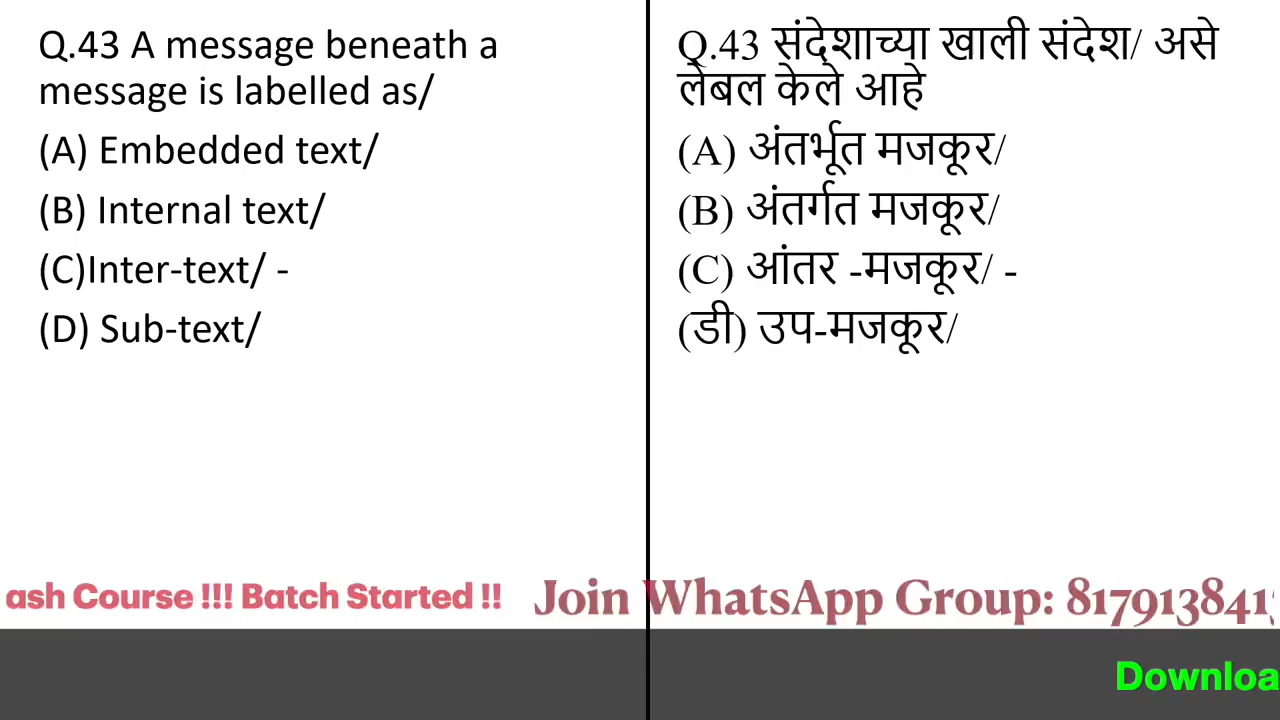 Q.43 A message beneath a
message is labelled as/
(A) Embedded text/
(B) Internal text/
(C)Inter-text/ -
(D) Sub-text/
Q.43 संदेशाच्या खाली संदेश/ असे
लेबल केले आहे
(A) अंतर्भूत मजकूर/
(B) अंतर्गत मजकूर/
(C) आंतर -मजकूर/ -
(डी) उप-मजकूर/
ash Course !!! Batch Started !! Join WhatsApp Group: 817913841
Downloa